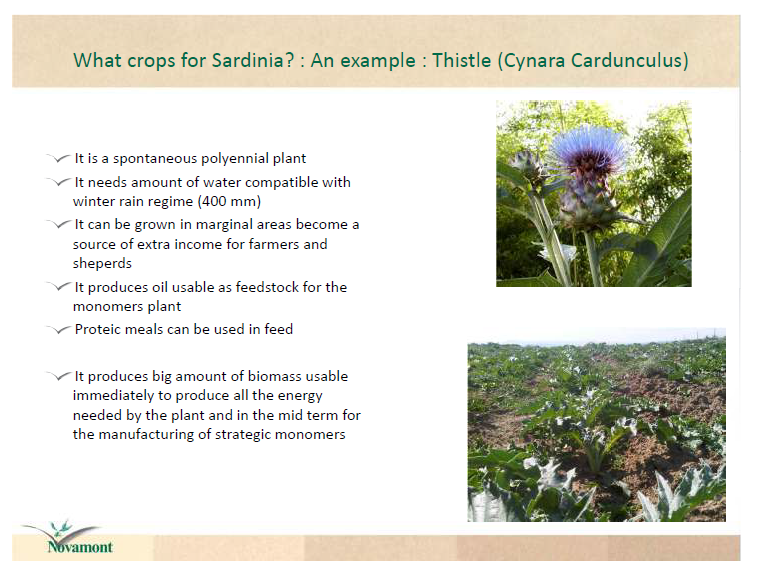 What crops for Sardinia? : An example : Thistle (Cynara Cardunculus)
It is a spontaneous polyennial plant
It needs amount of water compatible with
winter rain regime (400 mm)
It can be grown in marginal areas become a
source of extra income for farmers and
sheperds
It produces oil usable as feedstock for the
monomers plant
Proteic meals can be used in feed
It produces big amount of biomass usable
immediately to produce all the energy
needed by the plant and in the mid term for
the manufacturing of strategic monomers
Novamont